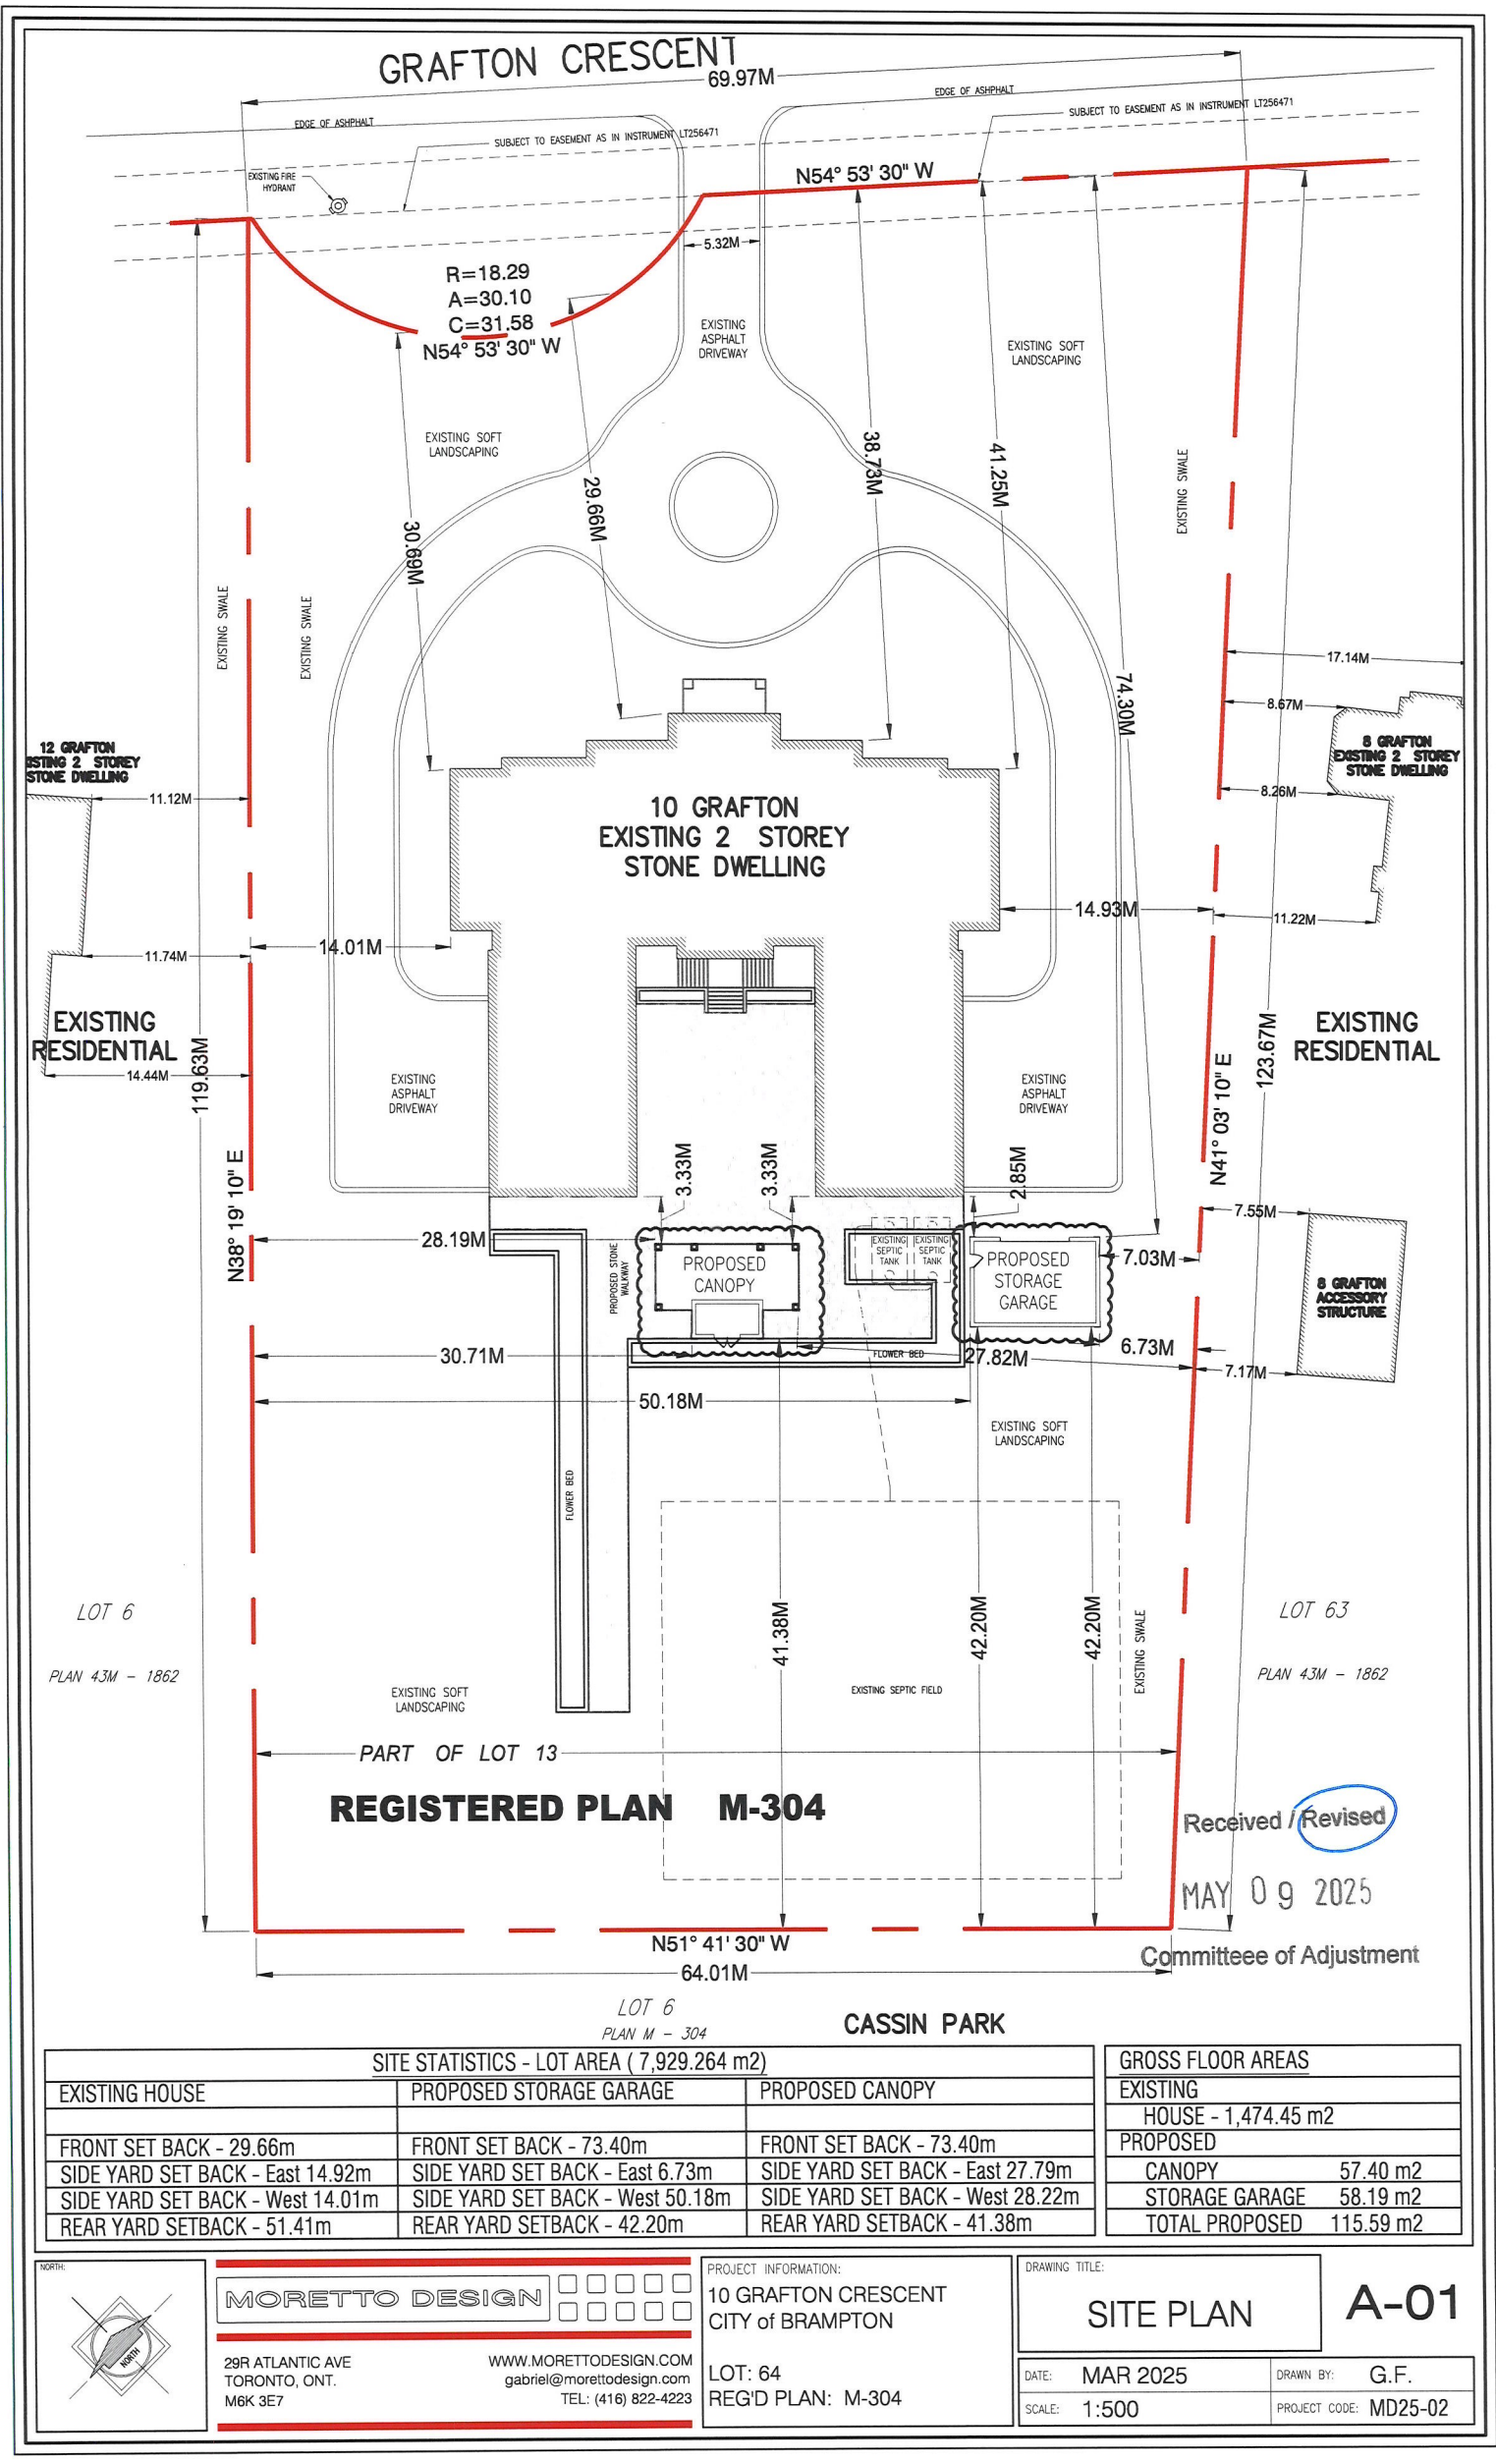 GRAFTON CRESCENT
69.97M
EDGE OF ASHPHALT
EDGE OF ASHPHALT
SUBJECT TO EASEMENT AS IN INSTRUMENT LT256471
SUBJECT TO EASEMENT AS IN INSTRUMENT LT256471
EXISTING FIRE
HYDRANT
N54° 53' 30" W
5.32M
R=18.29
A=30.10
C=31.58
N54° 53' 30" W
EXISTING
ASPHALT
DRIVEWAY
EXISTING SOFT
LANDSCAPING
EXISTING SOFT
LANDSCAPING
38.73M
41.25M
29.66M
30.69M
74.30M
EXISTING SWALE
EXISTING SWALE
EXISTING SWALE
17.14M
8.67M
8 GRAFTON
EXISTING 2 STOREY
STONE DWELLING
8.26M
11.22M
12 GRAFTON
ISTING 2 STOREY
STONE DWELLING
11.12M
11.74M
14.44M
10 GRAFTON
EXISTING 2 STOREY
STONE DWELLING
14.93M
14.01M
EXISTING
RESIDENTIAL
EXISTING
RESIDENTIAL
119.63M
123.67M
N38° 19' 10" E
N41° 03' 10" E
EXISTING
ASPHALT
DRIVEWAY
EXISTING
ASPHALT
DRIVEWAY
3.33M
3.33M
2.85M
28.19M
PROPOSED STONE
WALKWAY
PROPOSED
CANOPY
EXISTING
SEPTIC
TANK
EXISTING
SEPTIC
TANK
PROPOSED
STORAGE
GARAGE
7.03M
7.55M
8 GRAFTON
ACCESSORY
STRUCTURE
30.71M
FLOWER BED
27.82M
6.73M
7.17M
50.18M
EXISTING SOFT
LANDSCAPING
FLOWER BED
41.38M
42.20M
42.20M
EXISTING SWALE
LOT 6
PLAN 43M - 1862
LOT 63
PLAN 43M - 1862
EXISTING SOFT
LANDSCAPING
EXISTING SEPTIC FIELD
PART OF LOT 13
REGISTERED PLAN M-304
Received / Revised
MAY 09 2025
Committeee of Adjustment
N51° 41' 30" W
64.01M
LOT 6
PLAN M - 304
CASSIN PARK
SITE STATISTICS - LOT AREA ( 7,929.264 m2)
EXISTING HOUSE PROPOSED STORAGE GARAGE PROPOSED CANOPY
FRONT SET BACK - 29.66m FRONT SET BACK - 73.40m FRONT SET BACK - 73.40m
SIDE YARD SET BACK - East 14.92m SIDE YARD SET BACK - East 6.73m SIDE YARD SET BACK - East 27.79m
SIDE YARD SET BACK - West 14.01m SIDE YARD SET BACK - West 50.18m SIDE YARD SET BACK - West 28.22m
REAR YARD SETBACK - 51.41m REAR YARD SETBACK - 42.20m REAR YARD SETBACK - 41.38m
GROSS FLOOR AREAS
EXISTING
HOUSE - 1,474.45 m2
PROPOSED
CANOPY 57.40 m2
STORAGE GARAGE 58.19 m2
TOTAL PROPOSED 115.59 m2
NORTH:
NORTH
MORETTO DESIGN
29R ATLANTIC AVE
TORONTO, ONT.
M6K 3E7
WWW.MORETTODESIGN.COM
gabriel@morettodesign.com
TEL: (416) 822-4223
PROJECT INFORMATION:
10 GRAFTON CRESCENT
CITY of BRAMPTON
LOT: 64
REG'D PLAN: M-304
DRAWING TITLE:
SITE PLAN
A-01
DATE: MAR 2025
DRAWN BY: G.F.
SCALE: 1:500
PROJECT CODE: MD25-02